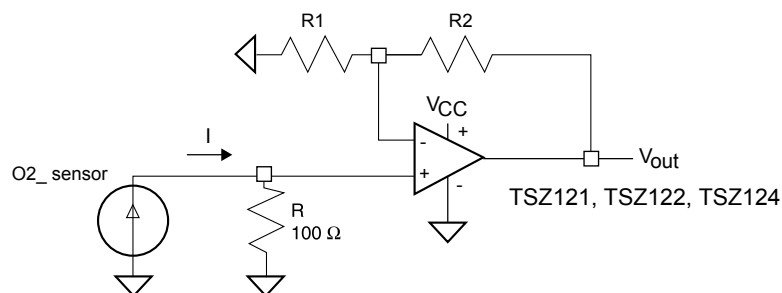 R1
R2
VCC
+
-
I
-
+
O2_ sensor
Vout
R
100 Ω
TSZ121, TSZ122, TSZ124